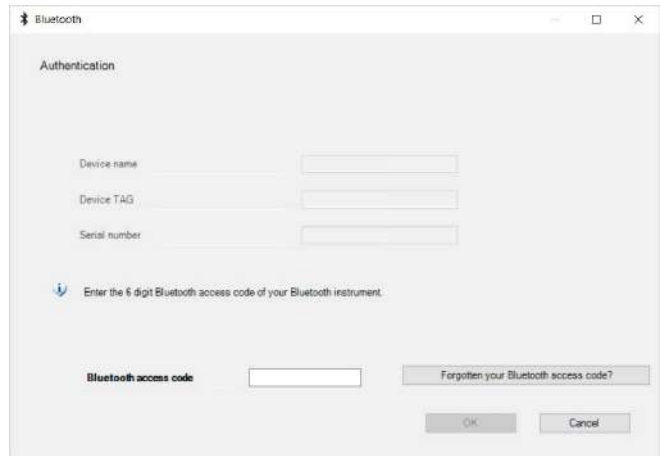 Bluetooth
Authentication
Device name
Device TAG
Serial number
Enter the 6 digit Bluetooth access code of your Bluetooth instrument.
Bluetooth access code
Forgotten your Bluetooth access code?
OK
Cancel